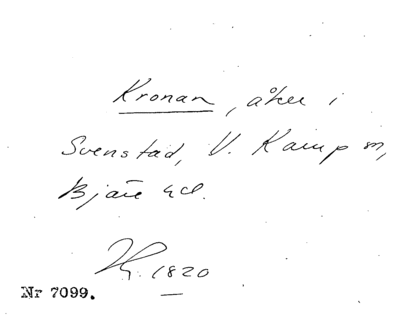 Kronan, åker i
Svenstad, V. Karup sn,
Bjäre hd.
1820
Nr 7099.